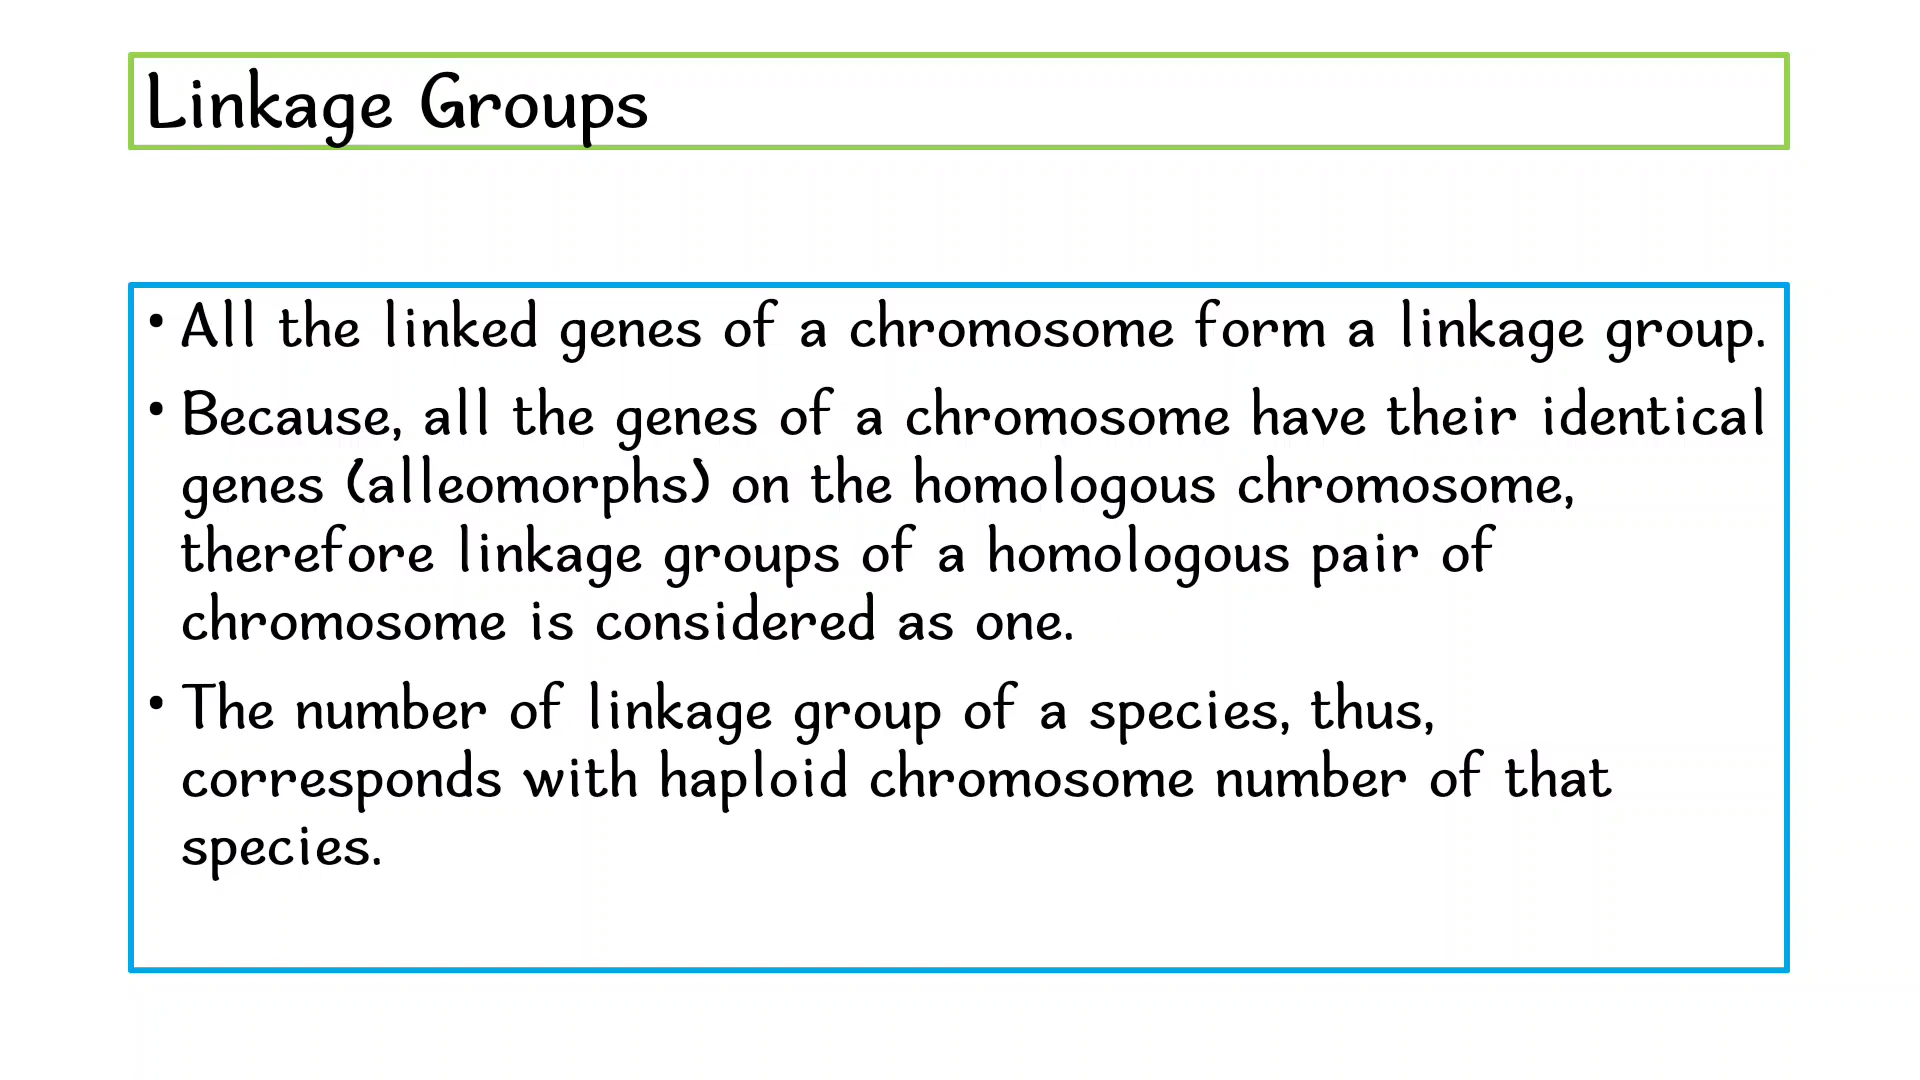 Linkage Groups
• All the linked genes of a chromosome form a linkage group.
• Because, all the genes of a chromosome have their identical
genes (alleomorphs) on the homologous chromosome,
therefore linkage groups of a homologous pair of
chromosome is considered as one.
• The number of linkage group of a species, thus,
corresponds with haploid chromosome number of that
species.